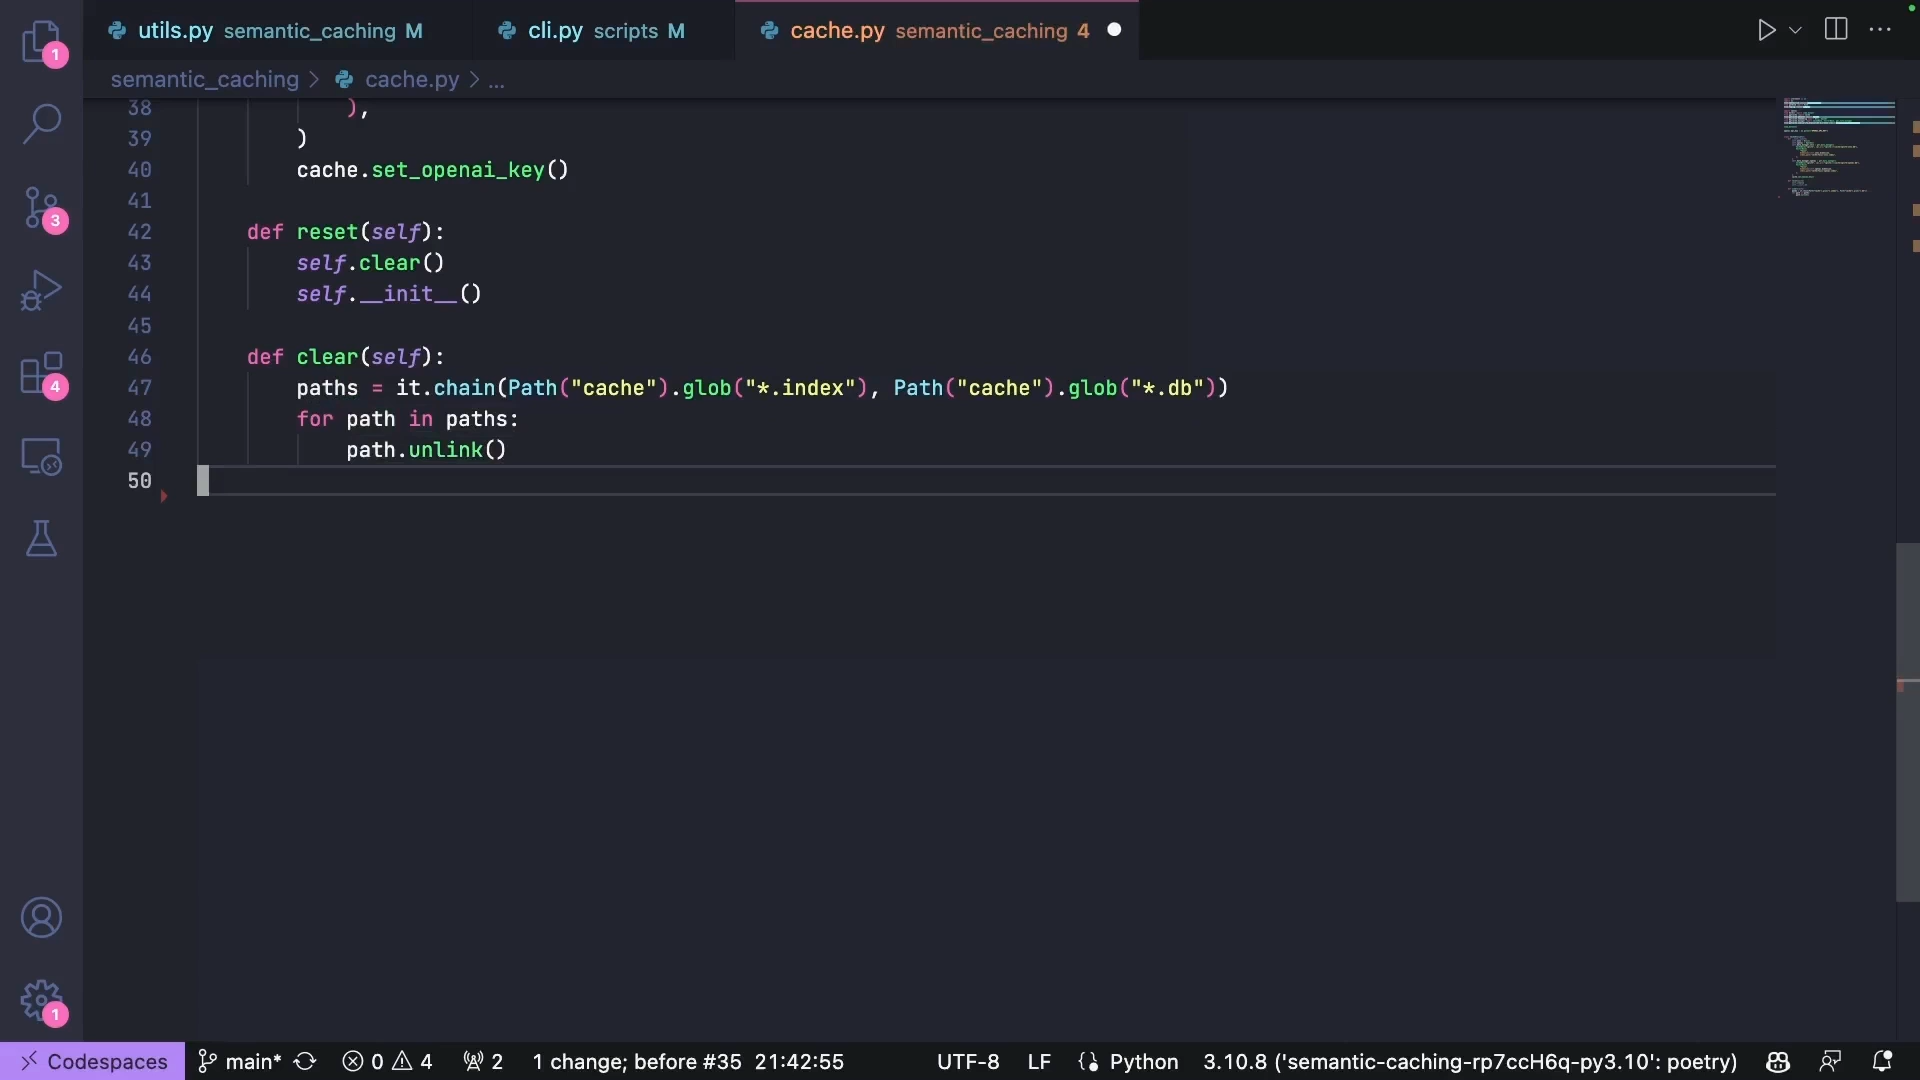 utils.py semantic_caching M cli.py scripts M cache.py semantic_caching 4
semantic_caching > cache.py > ...
1
38 ),
39 )
40 cache.set_openai_key()
41
3
42 def reset(self):
43 self.clear()
44 self.__init__()
45
46 def clear(self):
4
47 paths = it.chain(Path("cache").glob("*.index"), Path("cache").glob("*.db"))
48 for path in paths:
49 path.unlink()
50
1
Codespaces main* 0 4 2 1 change; before #35 21:42:55 UTF-8 LF Python 3.10.8 ('semantic-caching-rp7ccH6q-py3.10': poetry)